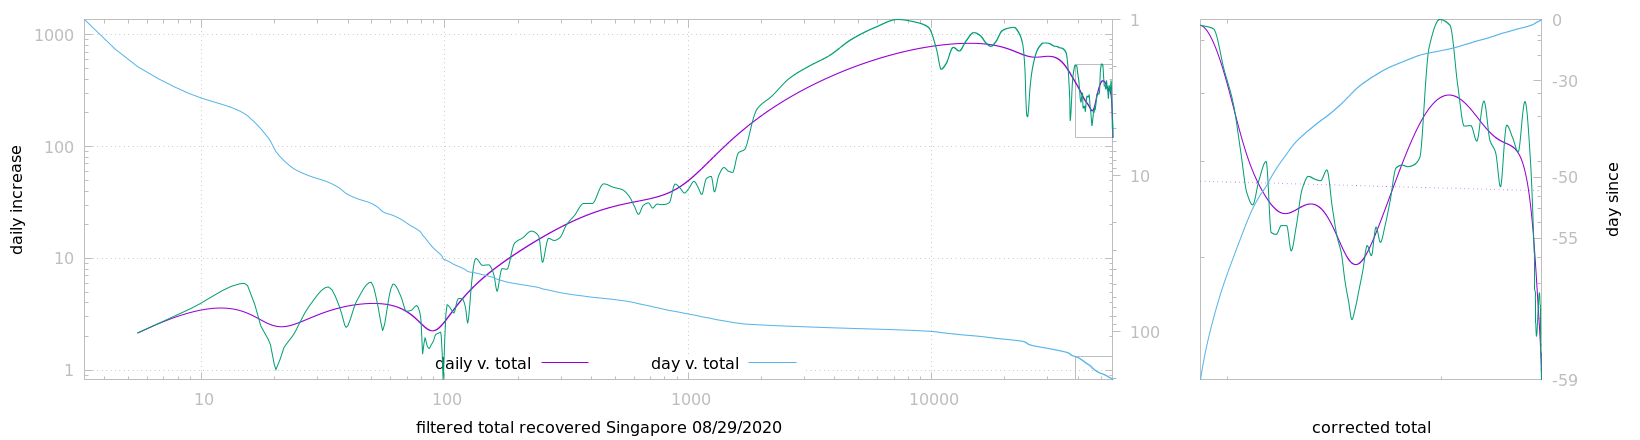 daily increase
1000
100
10
1
10
100
1000
10000
1
10
100
daily v. total
day v. total
filtered total recovered Singapore 08/29/2020
0
-30
-50
-55
-59
day since
corrected total